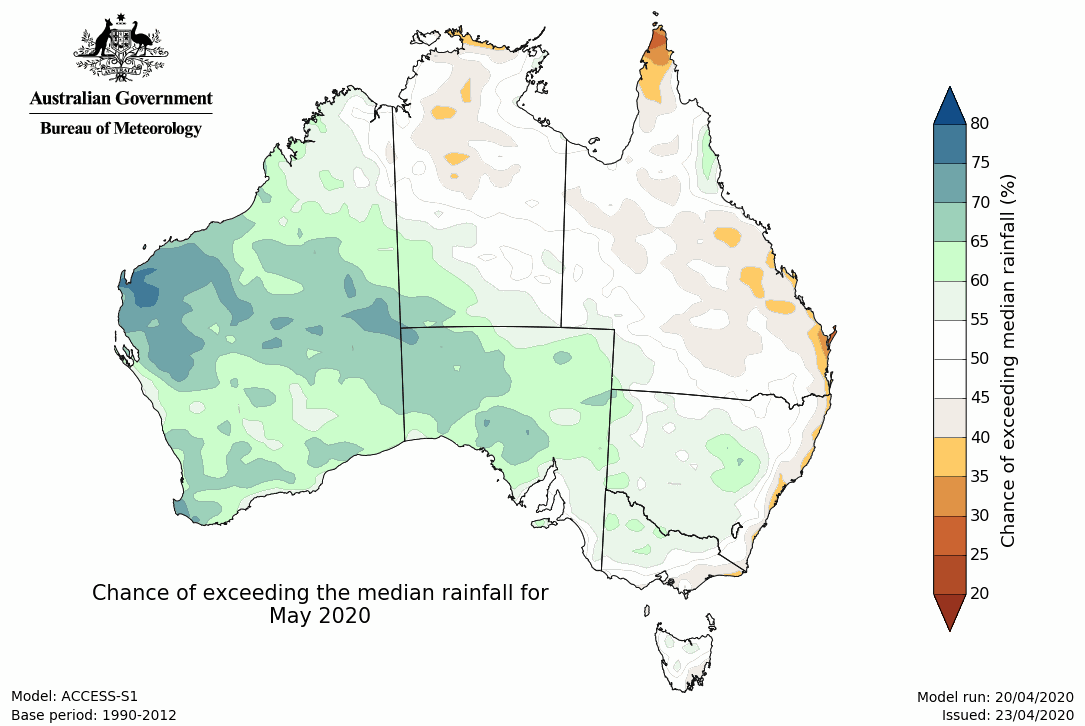 AUSTRALIA
Australian Government
Bureau of Meteorology
80
75
70
65
60
55
50
45
40
35
30
25
20
Chance of exceeding median rainfall (%)
Chance of exceeding the median rainfall for
May 2020
Model: ACCESS-S1
Base period: 1990-2012
Model run: 20/04/2020
Issued: 23/04/2020